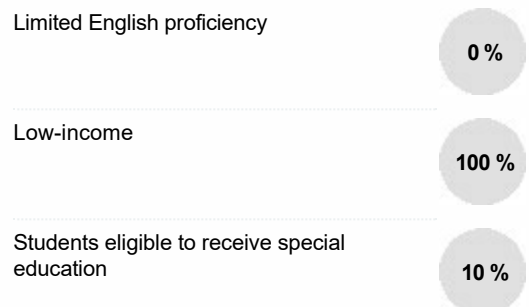 Limited English proficiency
0 %
Low-income
100 %
Students eligible to receive special
education
10 %